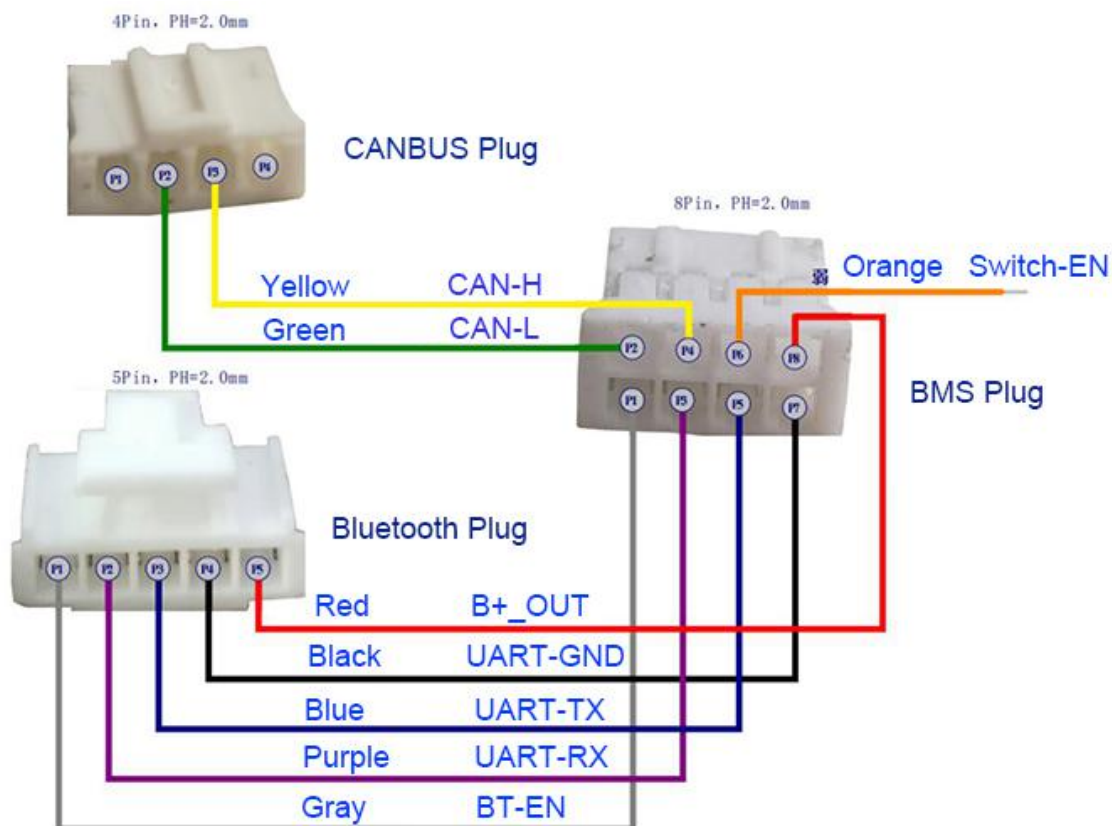 4Pin, PH=2.0mm
P1 P2 P3 P4
CANBUS Plug
8Pin, PH=2.0mm
Orange Switch-EN
Yellow CAN-H
Green CAN-L
P2 P4 P6 P8
P1 P3 P5 P7
BMS Plug
5Pin, PH=2.0mm
Bluetooth Plug
P1 P2 P3 P4 P5
Red B+_OUT
Black UART-GND
Blue UART-TX
Purple UART-RX
Gray BT-EN